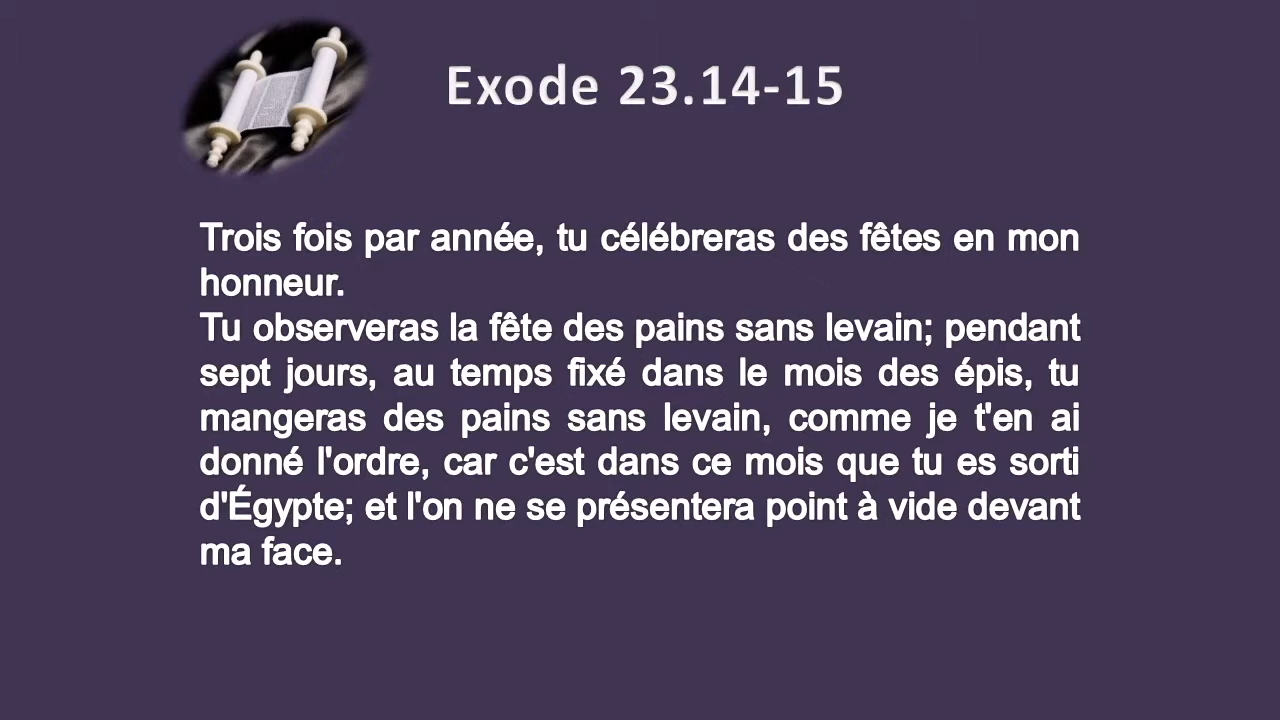 Exode 23.14-15
Trois fois par année, tu célébreras des fêtes en mon
honneur.
Tu observeras la fête des pains sans levain; pendant
sept jours, au temps fixé dans le mois des épis, tu
mangeras des pains sans levain, comme je t'en ai
donné l'ordre, car c'est dans ce mois que tu es sorti
d'Égypte; et l'on ne se présentera point à vide devant
ma face.